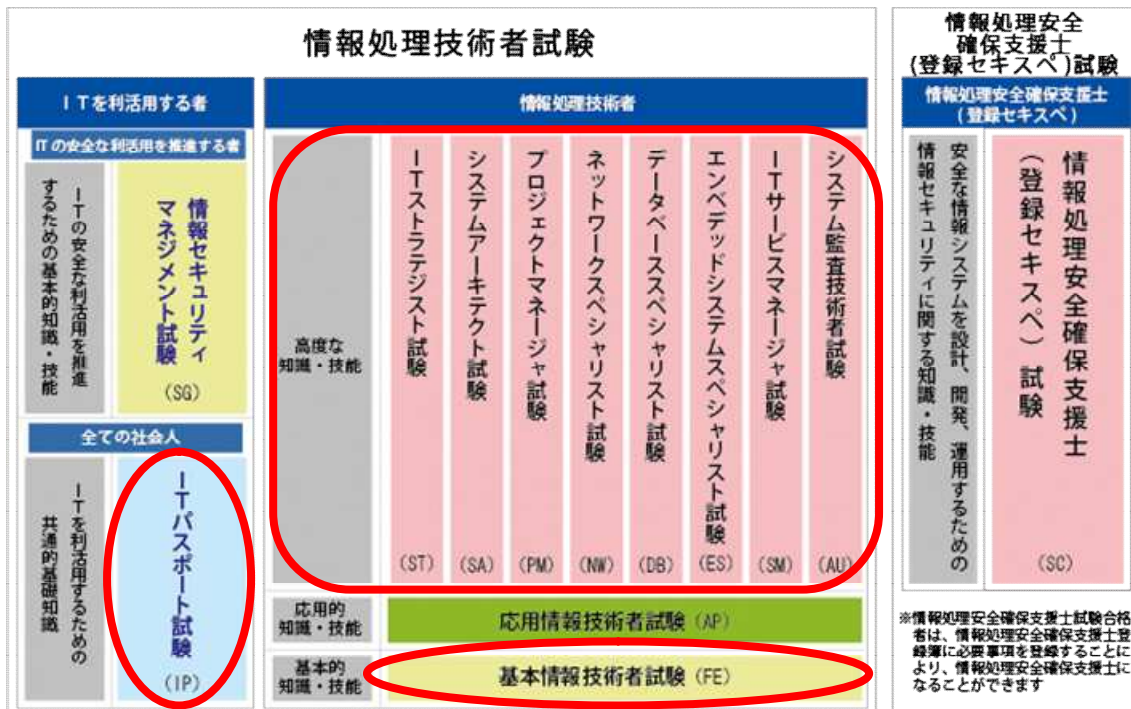 情報処理技術者試験
ITを利活用する者
ITの安全な利活用を推進する者
ITの安全な利活用を推進
するための基本的知識・技能
情報セキュリティ
マネジメント試験
(SG)
全ての社会人
ITを利活用するための
共通的基礎知識
ITパスポート試験
(IP)
情報処理技術者
高度な
知識・技能
ITストラテジスト試験
(ST)
システムアーキテクト試験
(SA)
プロジェクトマネージャ試験
(PM)
ネットワークスペシャリスト試験
(NW)
データベーススペシャリスト試験
(DB)
エンベデッドシステムスペシャリスト試験
(ES)
ITサービスマネージャ試験
(SM)
システム監査技術者試験
(AU)
応用的
知識・技能
応用情報技術者試験(AP)
基本的
知識・技能
基本情報技術者試験(FE)
情報処理安全
確保支援士
(登録セキスペ)試験
情報処理安全確保支援士
(登録セキスペ)
安全な情報システムを設計、開発、運用するための
情報セキュリティに関する知識・技能
情報処理安全確保支援士
(登録セキスペ)試験
(SC)
※情報処理安全確保支援士試験合格
者は、情報処理安全確保支援士登
録簿に必要事項を登録することに
より、情報処理安全確保支援士に
なることができます